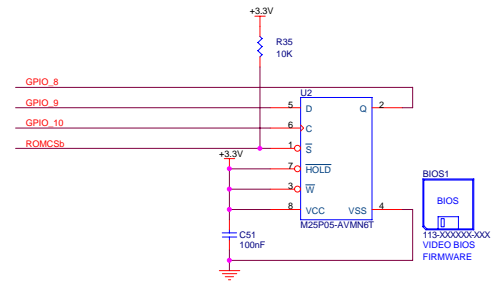 +3.3V
R35
10K
GPIO_8
GPIO_9
GPIO_10
ROMCSb
U2
5 D Q 2
6 C
1 S
7 HOLD
3 W
8 VCC VSS 4
M25P05-AVMN6T
+3.3V
C51
100nF
BIOS1
BIOS
113-XXXXXX-XXX
VIDEO BIOS
FIRMWARE